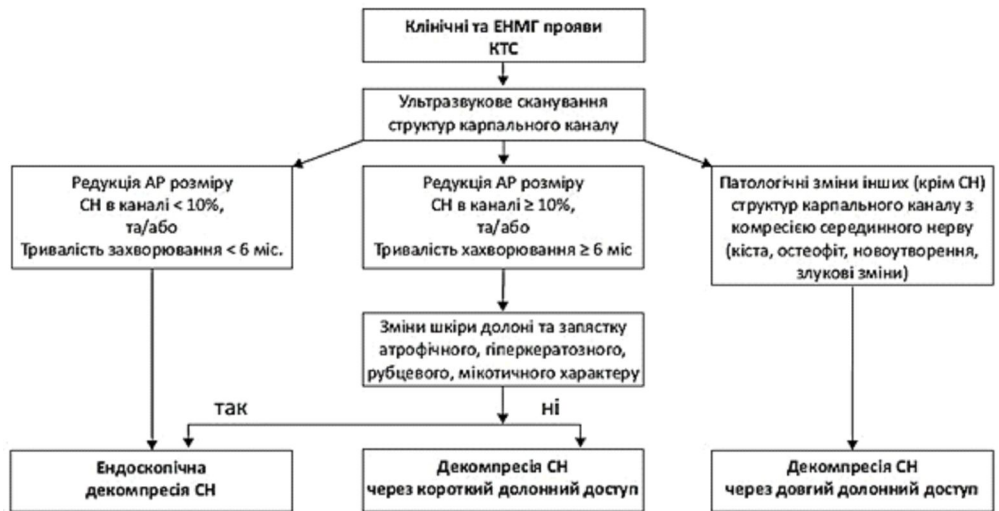 Клінічні та ЕНМГ прояви
КТС
Ультразвукове сканування
структур карпального каналу
Редукція АР розміру
СН в каналі < 10%,
та/або
Тривалість захворювання < 6 міс.
Редукція АР розміру
СН в каналі ≥ 10%,
та/або
Тривалість хахворювання ≥ 6 міс
Патологічні зміни інших (крім СН)
структур карпального каналу з
комресією серединного нерву
(кіста, остеофіт, новоутворення,
злукові зміни)
Зміни шкіри долоні та запястку
атрофічного, гіперкератозного,
рубцевого, мікотичного характеру
так
ні
Ендоскопічна
декомпресія СН
Декомпресія СН
через короткий долонний доступ
Декомпресія СН
через довгий долонний доступ